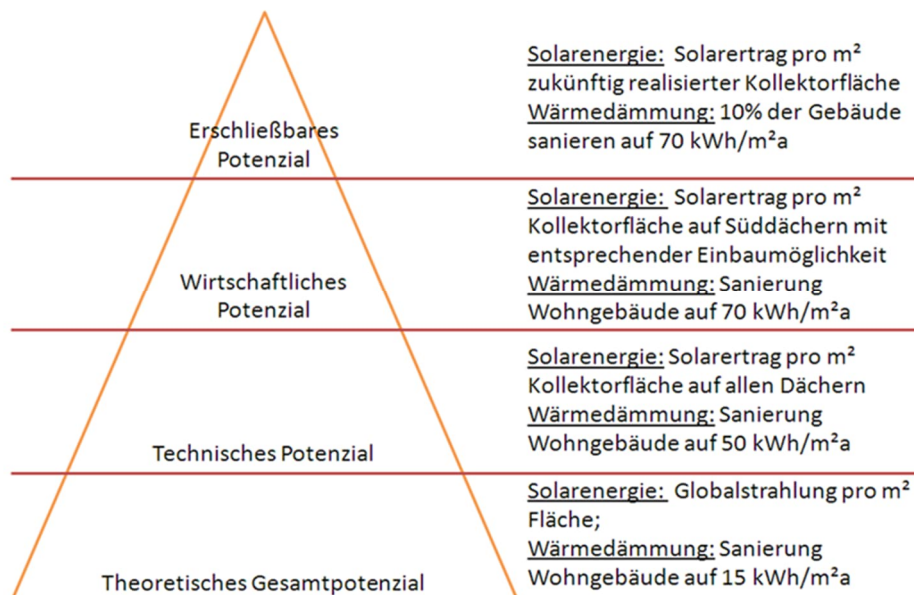 Erschließbares
Potenzial
Solarenergie: Solarertrag pro m²
zukünftig realisierter Kollektorfläche
Wärmedämmung: 10% der Gebäude
sanieren auf 70 kWh/m²a
Wirtschaftliches
Potenzial
Solarenergie: Solarertrag pro m²
Kollektorfläche auf Süddächern mit
entsprechender Einbaumöglichkeit
Wärmedämmung: Sanierung
Wohngebäude auf 70 kWh/m²a
Technisches Potenzial
Solarenergie: Solarertrag pro m²
Kollektorfläche auf allen Dächern
Wärmedämmung: Sanierung
Wohngebäude auf 50 kWh/m²a
Theoretisches Gesamtpotenzial
Solarenergie: Globalstrahlung pro m²
Fläche;
Wärmedämmung: Sanierung
Wohngebäude auf 15 kWh/m²a